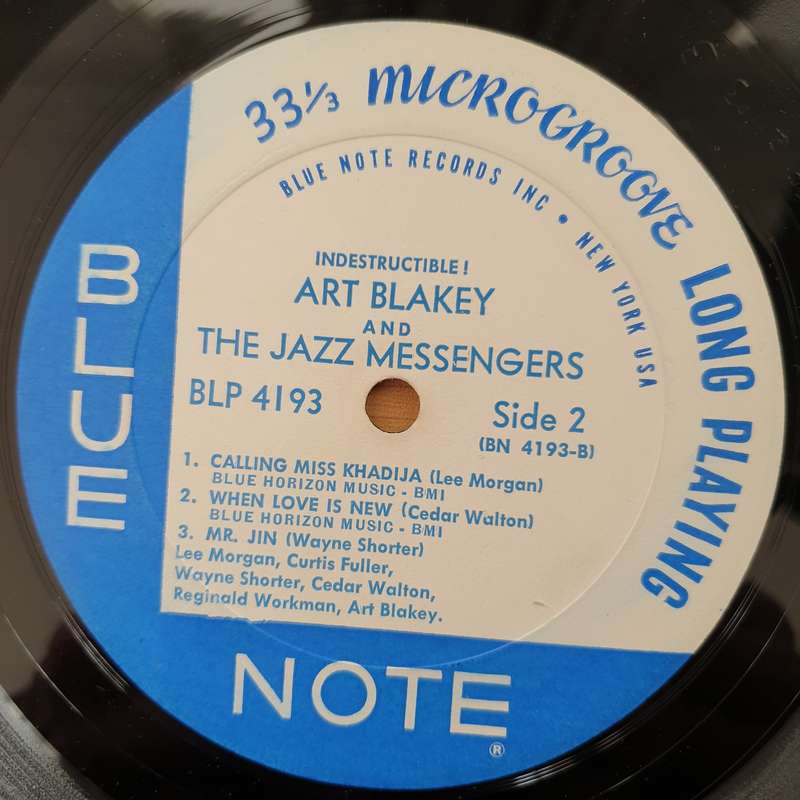 33⅓ MICROGROOVE LONG PLAYING
BLUE NOTE RECORDS INC • NEW YORK USA
INDESTRUCTIBLE!
ART BLAKEY
AND
THE JAZZ MESSENGERS
BLP 4193
Side 2
(BN 4193-B)
1. CALLING MISS KHADIJA (Lee Morgan)
BLUE HORIZON MUSIC - BMI
2. WHEN LOVE IS NEW (Cedar Walton)
BLUE HORIZON MUSIC - BMI
3. MR. JIN (Wayne Shorter)
Lee Morgan, Curtis Fuller,
Wayne Shorter, Cedar Walton,
Reginald Workman, Art Blakey.
BLUE
NOTE
®